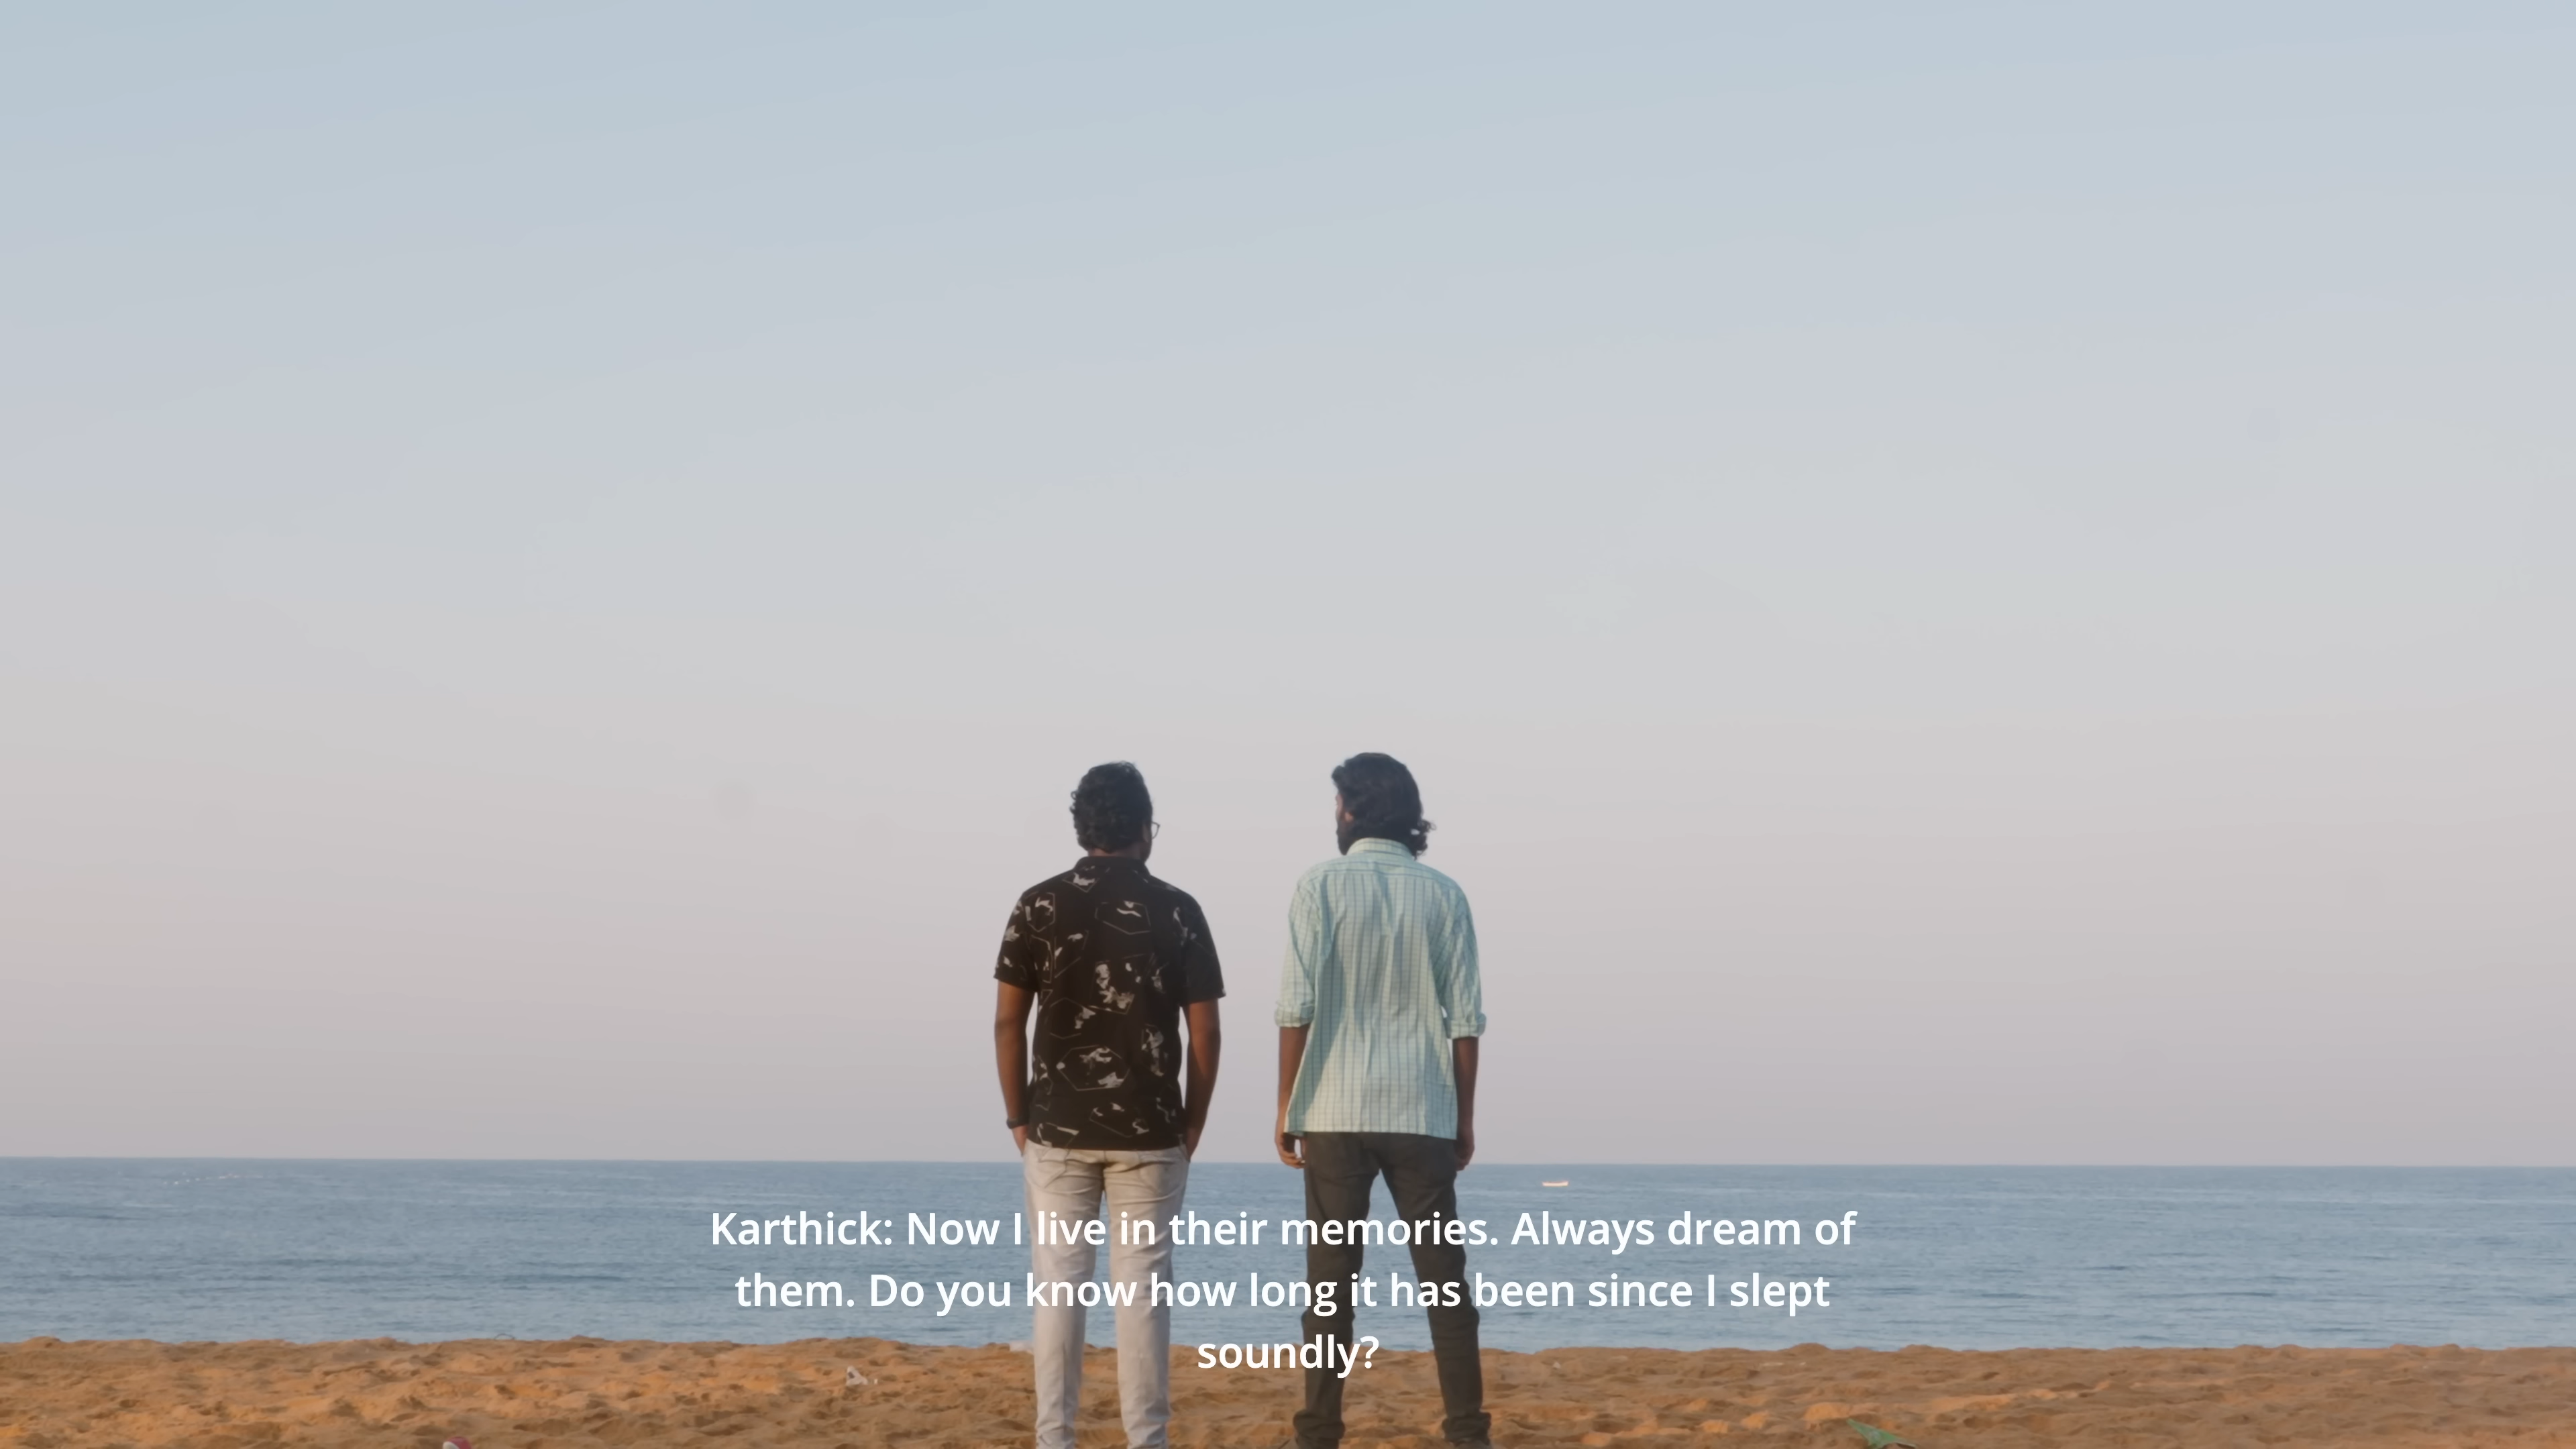 Karthick: Now I live in their memories. Always dream of
them. Do you know how long it has been since I slept
soundly?